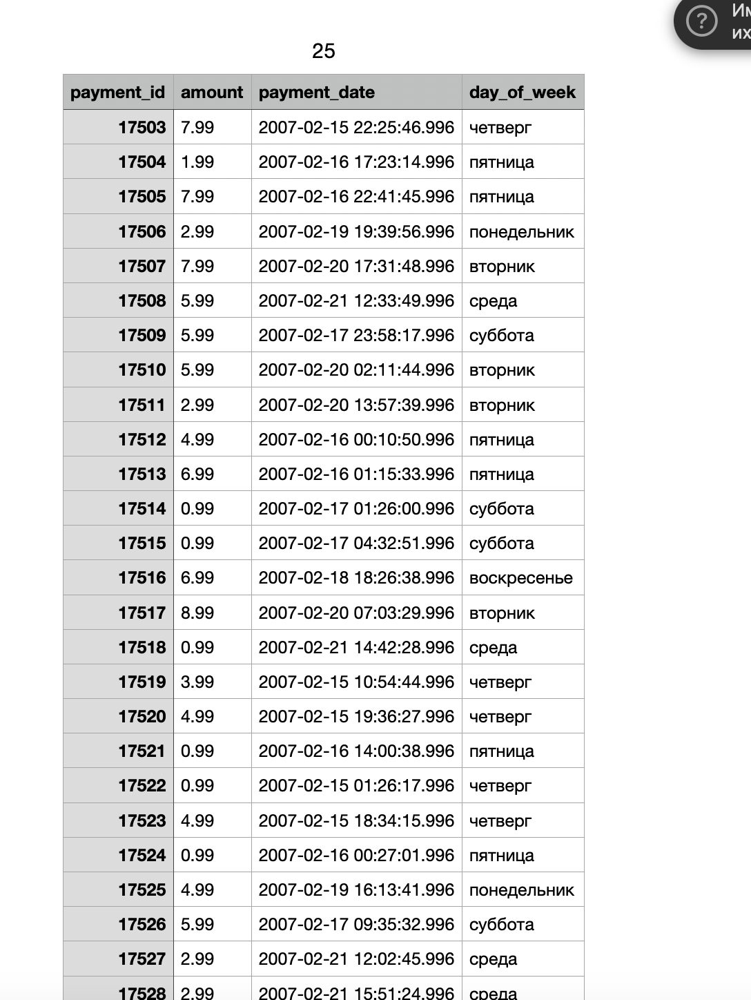 Им
их
25
payment_id amount payment_date day_of_week
17503 7.99 2007-02-15 22:25:46.996 четверг
17504 1.99 2007-02-16 17:23:14.996 пятница
17505 7.99 2007-02-16 22:41:45.996 пятница
17506 2.99 2007-02-19 19:39:56.996 понедельник
17507 7.99 2007-02-20 17:31:48.996 вторник
17508 5.99 2007-02-21 12:33:49.996 среда
17509 5.99 2007-02-17 23:58:17.996 суббота
17510 5.99 2007-02-20 02:11:44.996 вторник
17511 2.99 2007-02-20 13:57:39.996 вторник
17512 4.99 2007-02-16 00:10:50.996 пятница
17513 6.99 2007-02-16 01:15:33.996 пятница
17514 0.99 2007-02-17 01:26:00.996 суббота
17515 0.99 2007-02-17 04:32:51.996 суббота
17516 6.99 2007-02-18 18:26:38.996 воскресенье
17517 8.99 2007-02-20 07:03:29.996 вторник
17518 0.99 2007-02-21 14:42:28.996 среда
17519 3.99 2007-02-15 10:54:44.996 четверг
17520 4.99 2007-02-15 19:36:27.996 четверг
17521 0.99 2007-02-16 14:00:38.996 пятница
17522 0.99 2007-02-15 01:26:17.996 четверг
17523 4.99 2007-02-15 18:34:15.996 четверг
17524 0.99 2007-02-16 00:27:01.996 пятница
17525 4.99 2007-02-19 16:13:41.996 понедельник
17526 5.99 2007-02-17 09:35:32.996 суббота
17527 2.99 2007-02-21 12:02:45.996 среда
17528 2.99 2007-02-21 15:51:24.996 среда